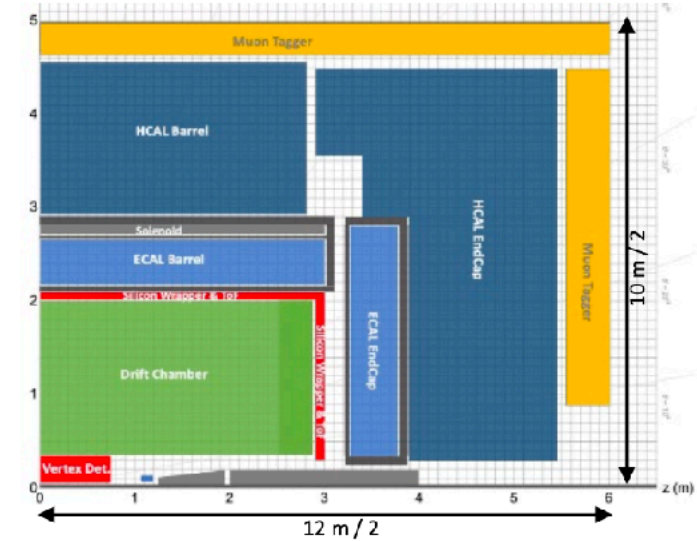 5
Muon Tagger
HCAL Barrel
4
3
Solenoid
ECAL Barrel
HCAL EndCap
Muon Tagger
10 m / 2
2
Silicon Wrapper & ToF
Silicon Wrapper & ToF
ECAL EndCap
Drift Chamber
1
Vertex Det.
0
0
1
2
3
4
5
6
z (m)
12 m / 2